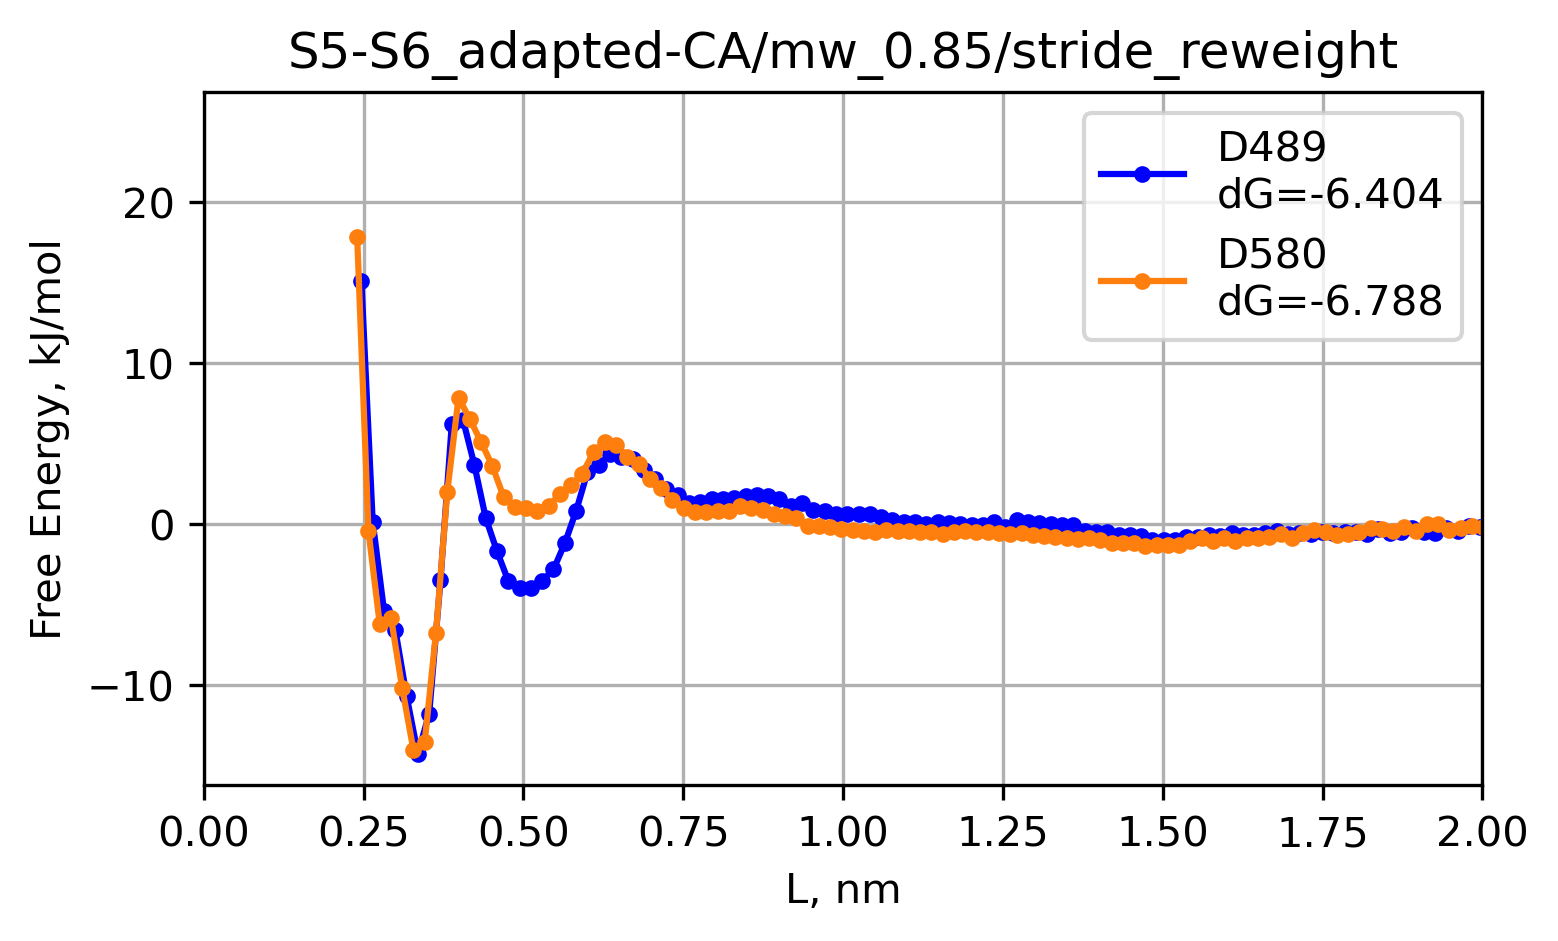 S5-S6_adapted-CA/mw_0.85/stride_reweight
D489
dG=-6.404
D580
dG=-6.788
Free Energy, kJ/mol
20
10
0
−10
0.00 0.25 0.50 0.75 1.00 1.25 1.50 1.75 2.00
L, nm